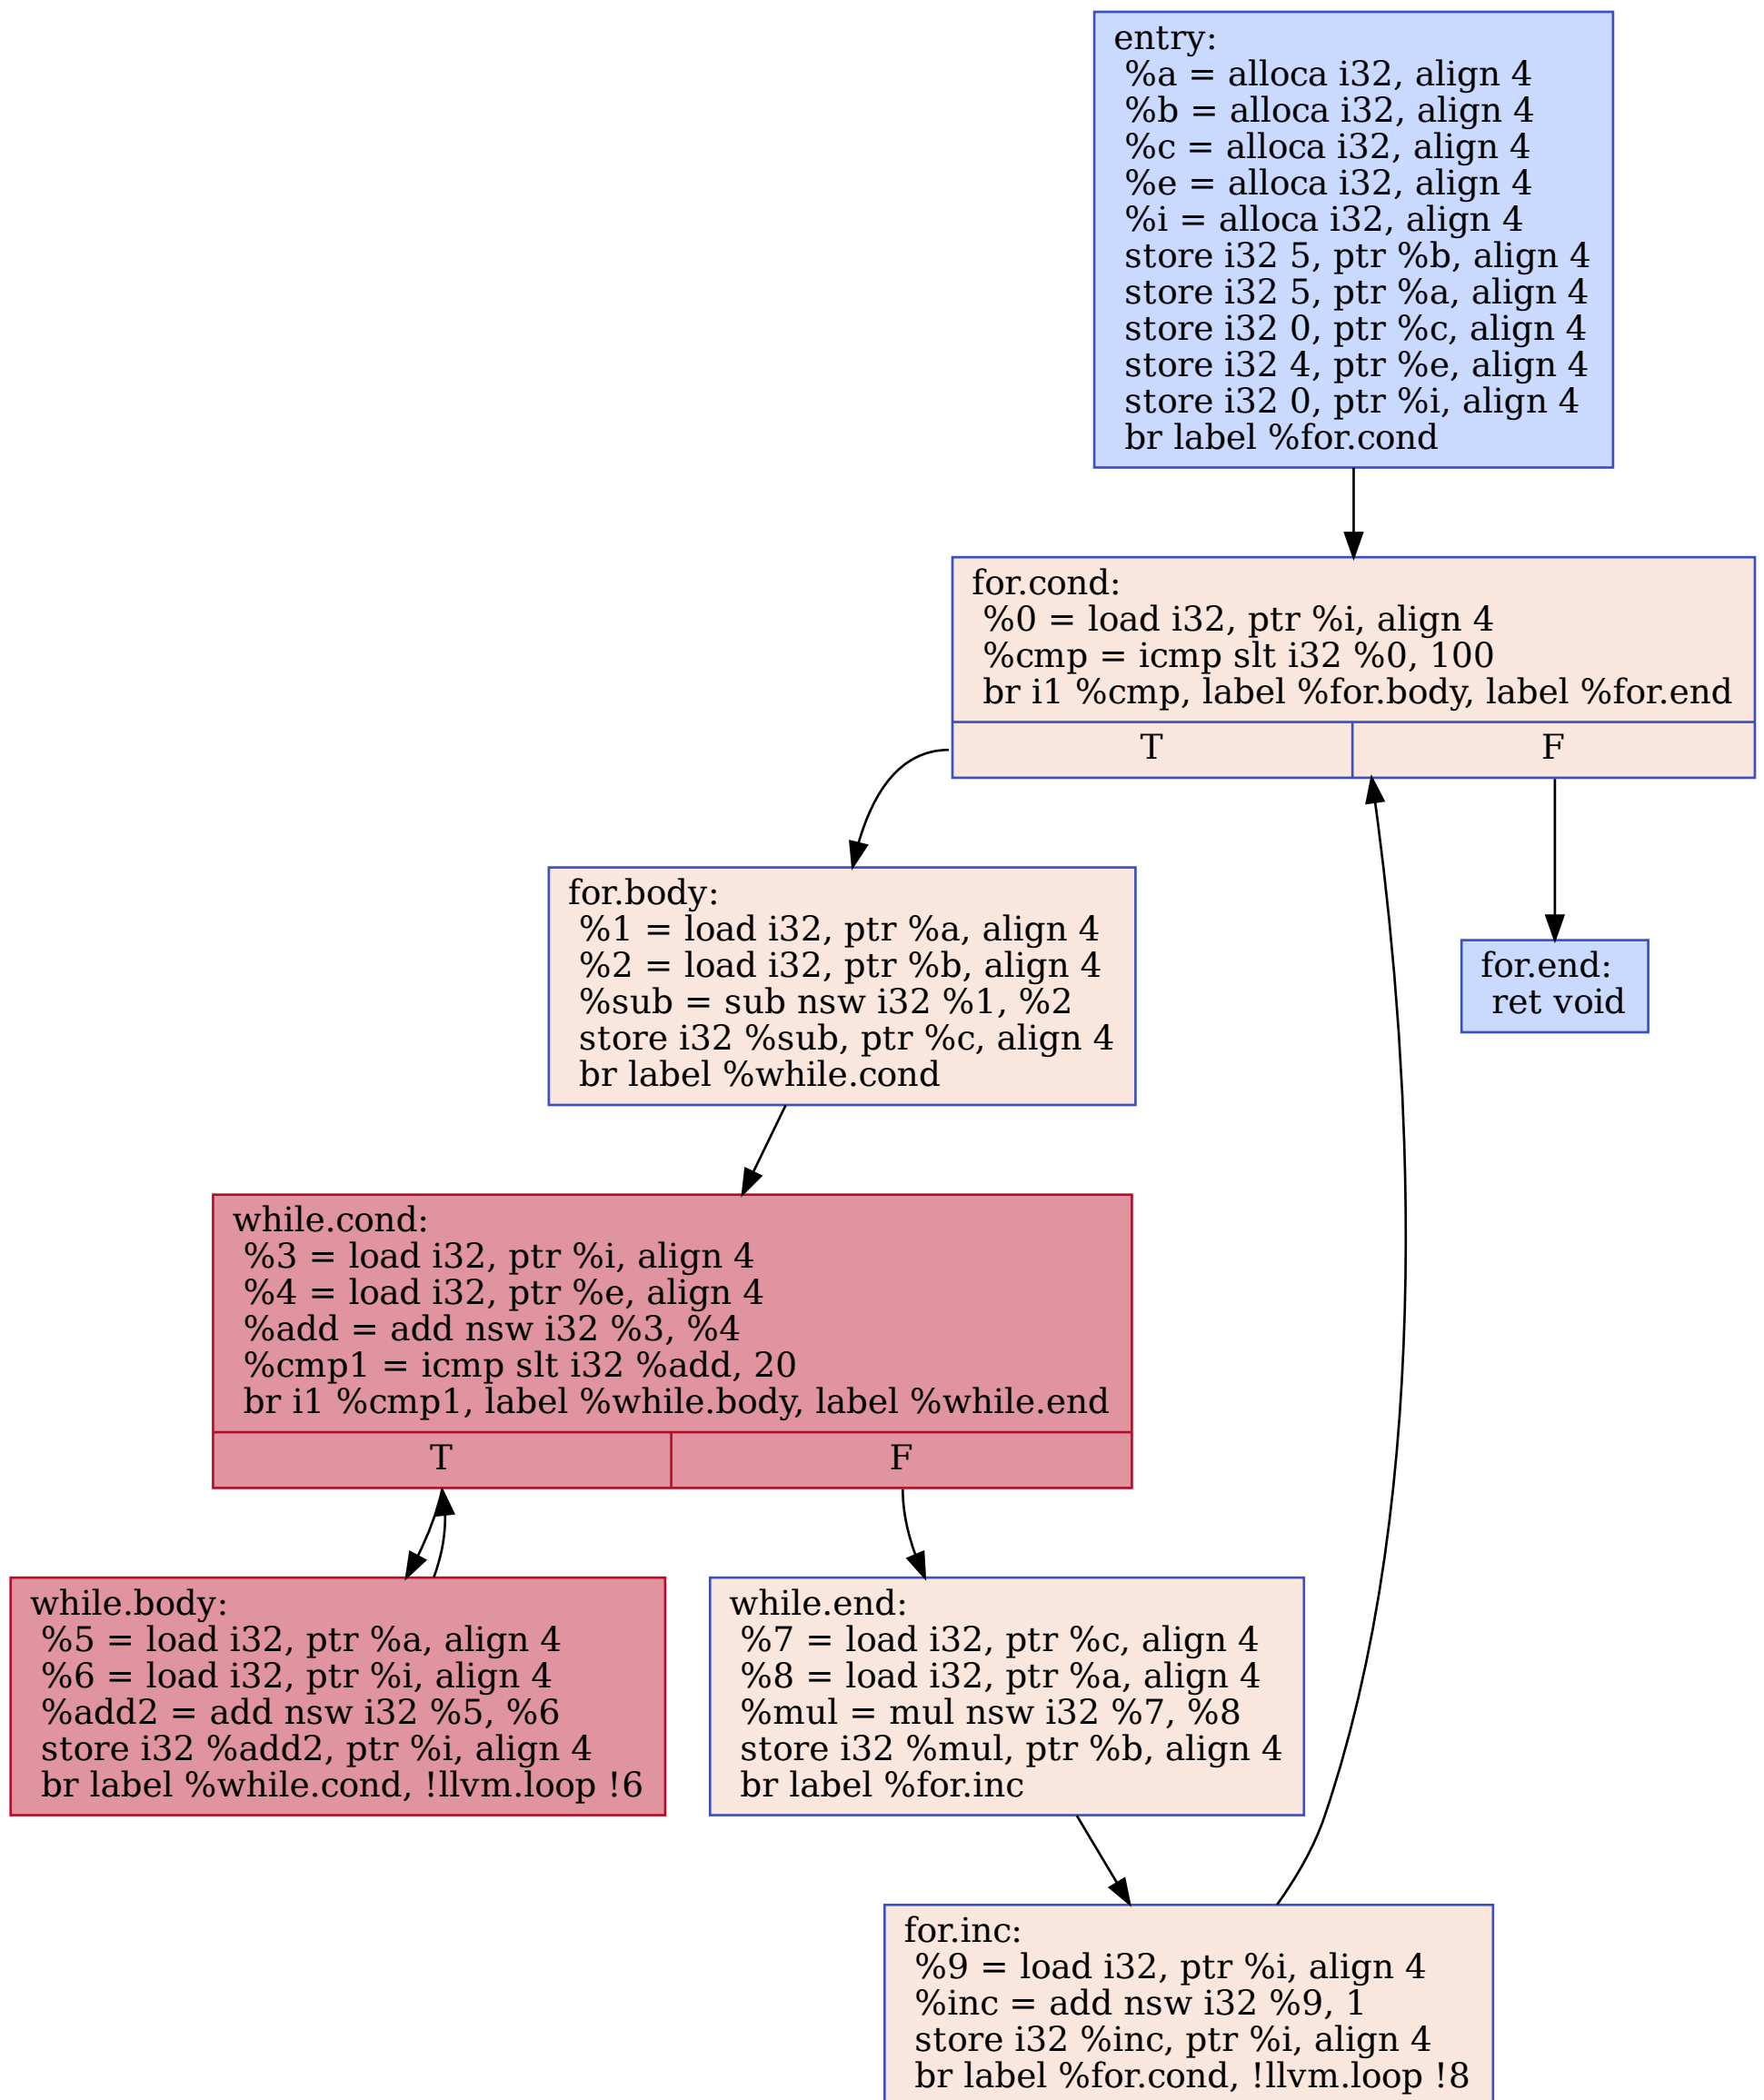 entry:
%a = alloca i32, align 4
%b = alloca i32, align 4
%c = alloca i32, align 4
%e = alloca i32, align 4
%i = alloca i32, align 4
store i32 5, ptr %b, align 4
store i32 5, ptr %a, align 4
store i32 0, ptr %c, align 4
store i32 4, ptr %e, align 4
store i32 0, ptr %i, align 4
br label %for.cond
for.cond:
%0 = load i32, ptr %i, align 4
%cmp = icmp slt i32 %0, 100
br i1 %cmp, label %for.body, label %for.end
T
F
for.body:
%1 = load i32, ptr %a, align 4
%2 = load i32, ptr %b, align 4
%sub = sub nsw i32 %1, %2
store i32 %sub, ptr %c, align 4
br label %while.cond
for.end:
ret void
while.cond:
%3 = load i32, ptr %i, align 4
%4 = load i32, ptr %e, align 4
%add = add nsw i32 %3, %4
%cmp1 = icmp slt i32 %add, 20
br i1 %cmp1, label %while.body, label %while.end
T
F
while.body:
%5 = load i32, ptr %a, align 4
%6 = load i32, ptr %i, align 4
%add2 = add nsw i32 %5, %6
store i32 %add2, ptr %i, align 4
br label %while.cond, !llvm.loop !6
while.end:
%7 = load i32, ptr %c, align 4
%8 = load i32, ptr %a, align 4
%mul = mul nsw i32 %7, %8
store i32 %mul, ptr %b, align 4
br label %for.inc
for.inc:
%9 = load i32, ptr %i, align 4
%inc = add nsw i32 %9, 1
store i32 %inc, ptr %i, align 4
br label %for.cond, !llvm.loop !8